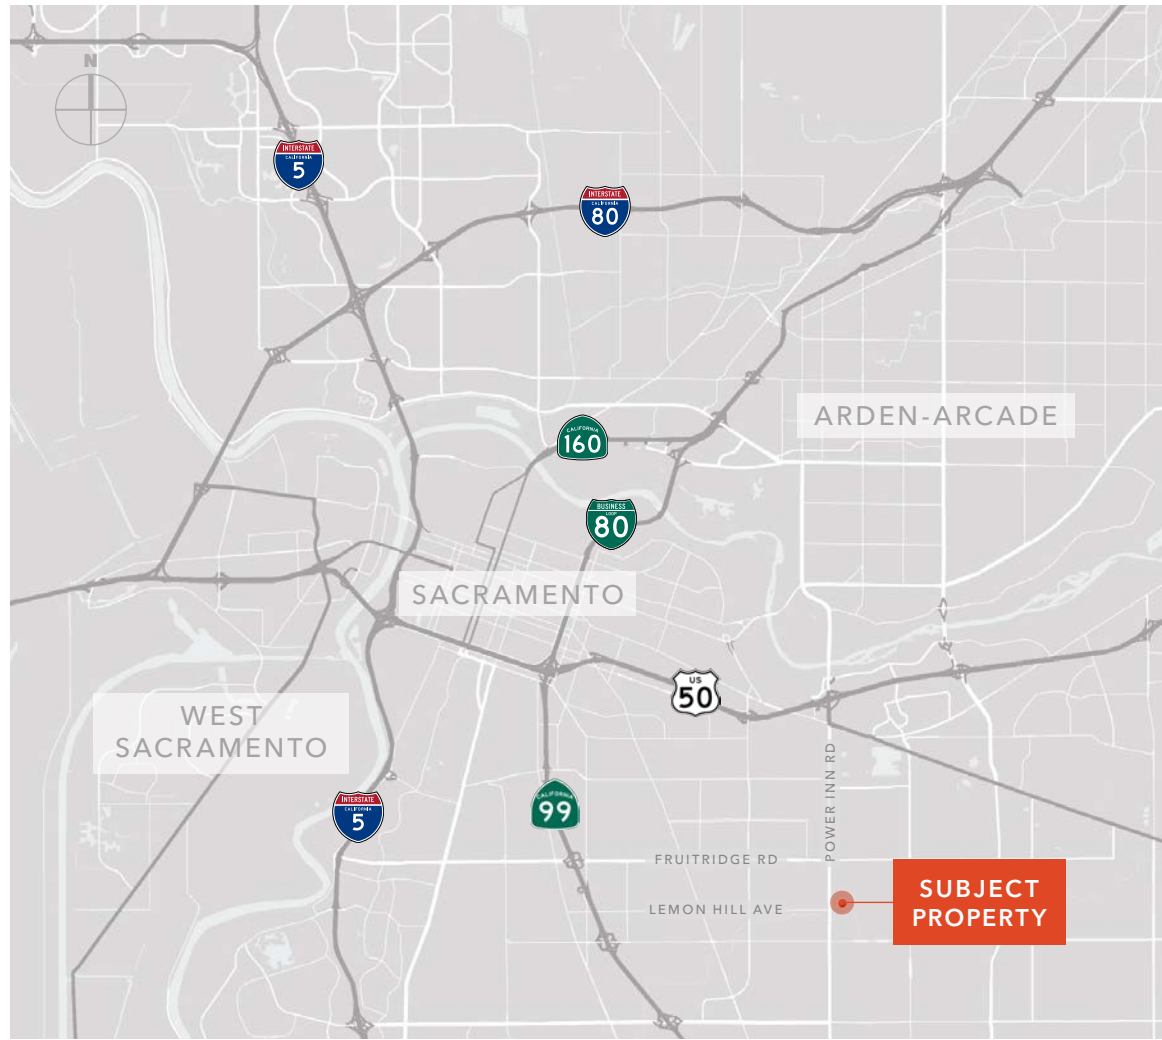 N
INTERSTATE
CALIFORNIA
5
INTERSTATE
CALIFORNIA
80
CALIFORNIA
160
ARDEN-ARCADE
BUSINESS
LOOP
80
SACRAMENTO
US
50
WEST
SACRAMENTO
POWER INN RD
INTERSTATE
CALIFORNIA
5
CALIFORNIA
99
FRUITRIDGE RD
SUBJECT
PROPERTY
LEMON HILL AVE